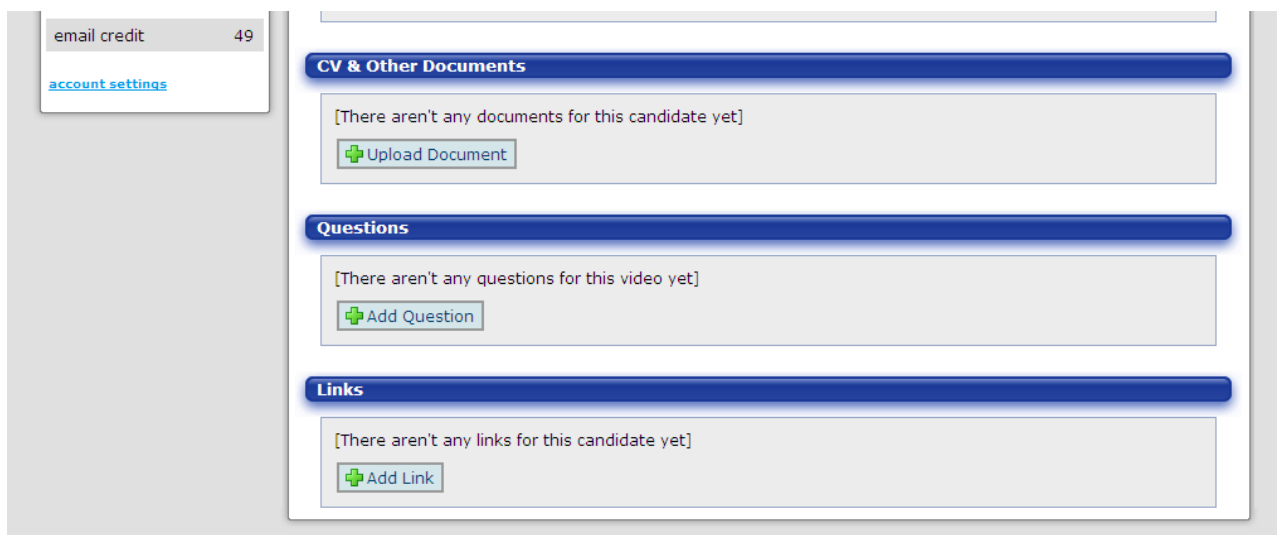 email credit 49
account settings
CV & Other Documents
[There aren't any documents for this candidate yet]
Upload Document
Questions
[There aren't any questions for this video yet]
Add Question
Links
[There aren't any links for this candidate yet]
Add Link